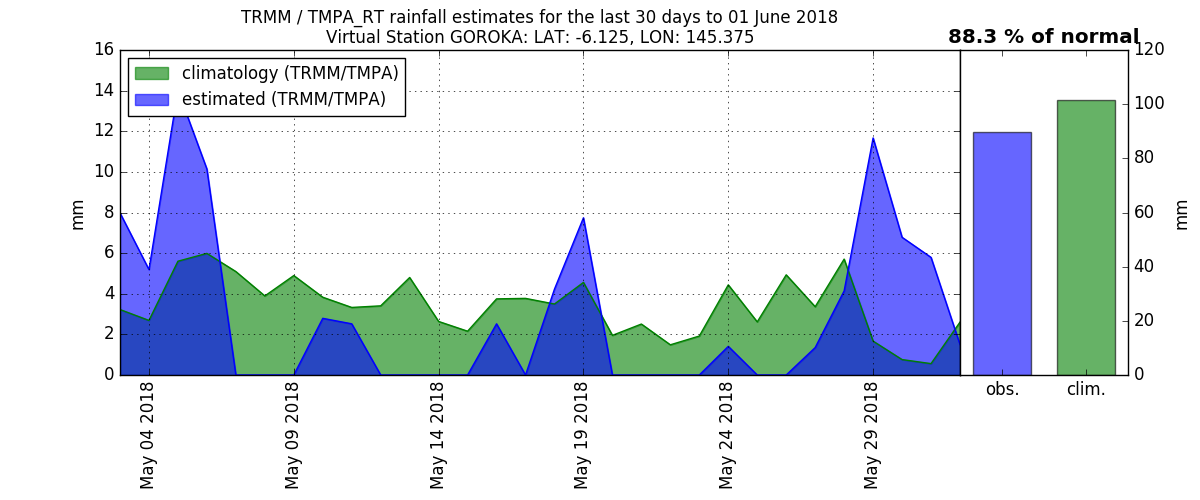 TRMM / TMPA_RT rainfall estimates for the last 30 days to 01 June 2018
Virtual Station GOROKA: LAT: -6.125, LON: 145.375
88.3 % of normal
climatology (TRMM/TMPA)
estimated (TRMM/TMPA)
mm
16
14
12
10
8
6
4
2
0
May 04 2018
May 09 2018
May 14 2018
May 19 2018
May 24 2018
May 29 2018
120
100
80
60
40
20
0
mm
obs.
clim.